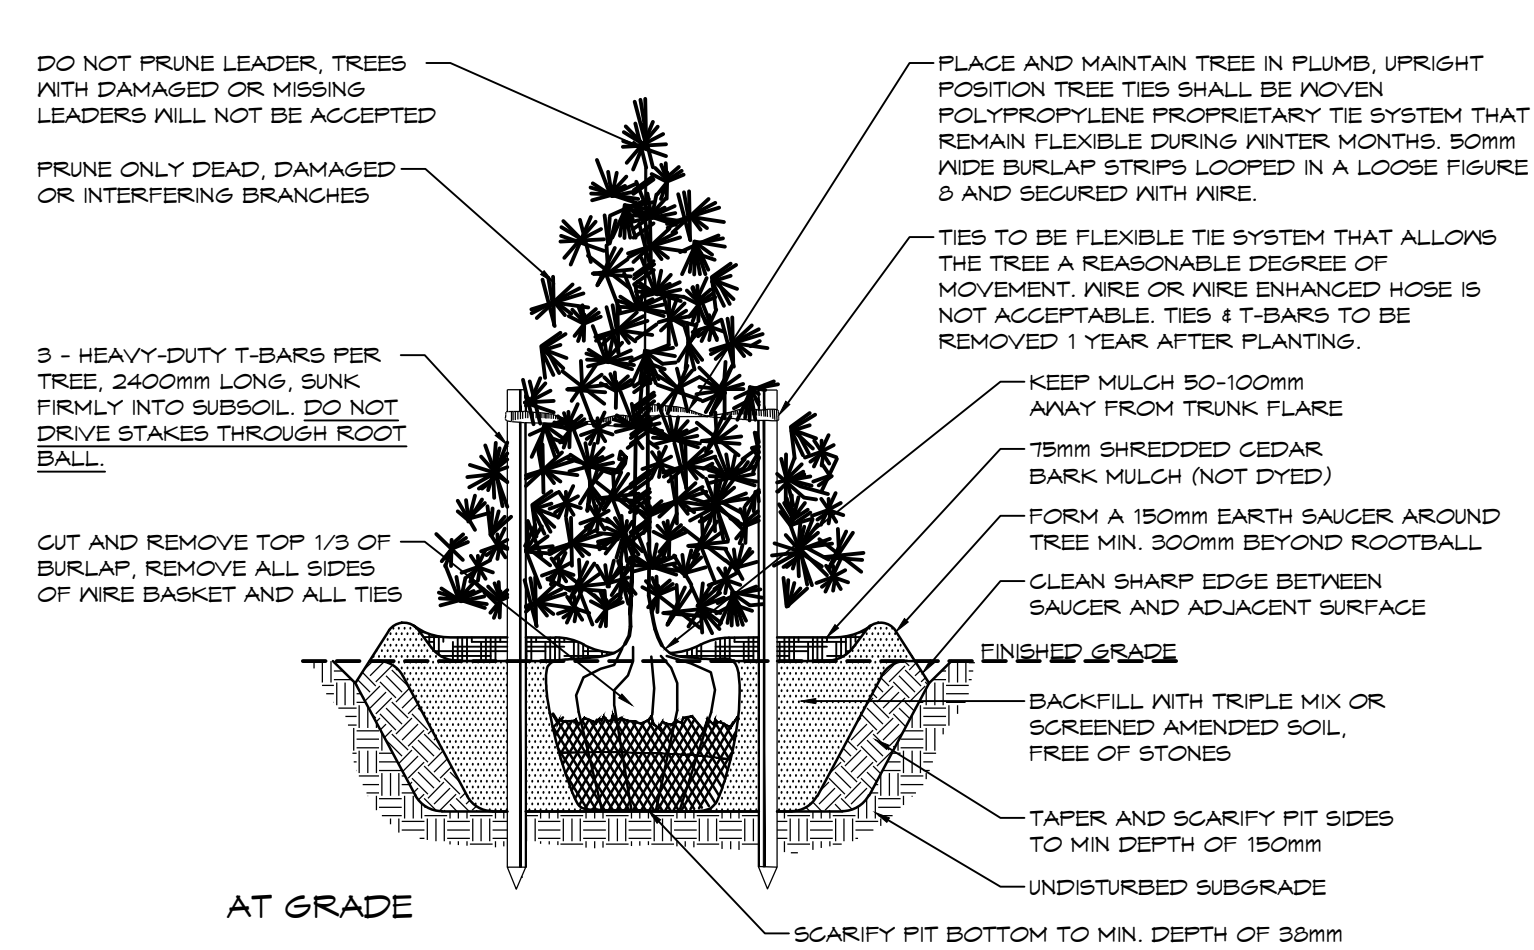 DO NOT PRUNE LEADER, TREES
WITH DAMAGED OR MISSING
LEADERS WILL NOT BE ACCEPTED
PRUNE ONLY DEAD, DAMAGED
OR INTERFERING BRANCHES
3 - HEAVY-DUTY T-BARS PER
TREE, 2400mm LONG, SUNK
FIRMLY INTO SUBSOIL. DO NOT
DRIVE STAKES THROUGH ROOT
BALL.
CUT AND REMOVE TOP 1/3 OF
BURLAP, REMOVE ALL SIDES
OF WIRE BASKET AND ALL TIES
PLACE AND MAINTAIN TREE IN PLUMB, UPRIGHT
POSITION TREE TIES SHALL BE WOVEN
POLYPROPYLENE PROPRIETARY TIE SYSTEM THAT
REMAIN FLEXIBLE DURING WINTER MONTHS. 50mm
WIDE BURLAP STRIPS LOOPED IN A LOOSE FIGURE
8 AND SECURED WITH WIRE.
TIES TO BE FLEXIBLE TIE SYSTEM THAT ALLOWS
THE TREE A REASONABLE DEGREE OF
MOVEMENT. WIRE OR WIRE ENHANCED HOSE IS
NOT ACCEPTABLE. TIES & T-BARS TO BE
REMOVED 1 YEAR AFTER PLANTING.
KEEP MULCH 50-100mm
AWAY FROM TRUNK FLARE
75mm SHREDDED CEDAR
BARK MULCH (NOT DYED)
FORM A 150mm EARTH SAUCER AROUND
TREE MIN. 300mm BEYOND ROOTBALL
CLEAN SHARP EDGE BETWEEN
SAUCER AND ADJACENT SURFACE
FINISHED GRADE
BACKFILL WITH TRIPLE MIX OR
SCREENED AMENDED SOIL,
FREE OF STONES
TAPER AND SCARIFY PIT SIDES
TO MIN DEPTH OF 150mm
UNDISTURBED SUBGRADE
SCARIFY PIT BOTTOM TO MIN. DEPTH OF 38mm
AT GRADE